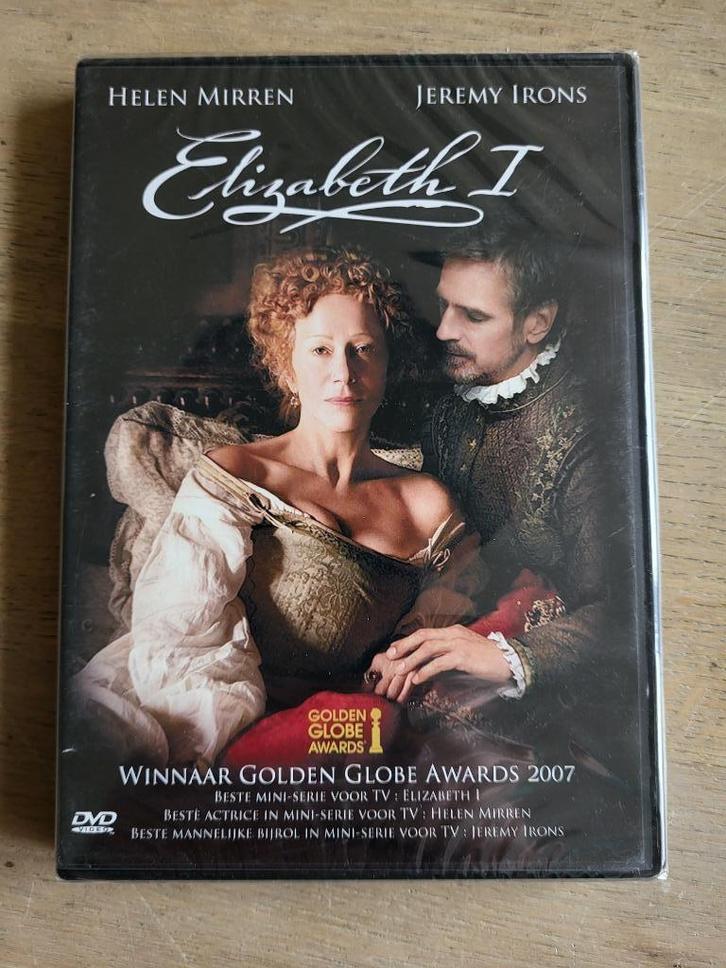 HELEN MIRREN
JEREMY IRONS
Elizabeth I
GOLDEN
GLOBE
AWARDS
WINNAAR GOLDEN GLOBE AWARDS 2007
BESTE MINI-SERIE VOOR TV : ELIZABETH I
BESTE ACTRICE IN MINI-SERIE VOOR TV : HELEN MIRREN
BESTE MANNELIJKE BIJROL IN MINI-SERIE VOOR TV : JEREMY IRONS
DVD
VIDEO